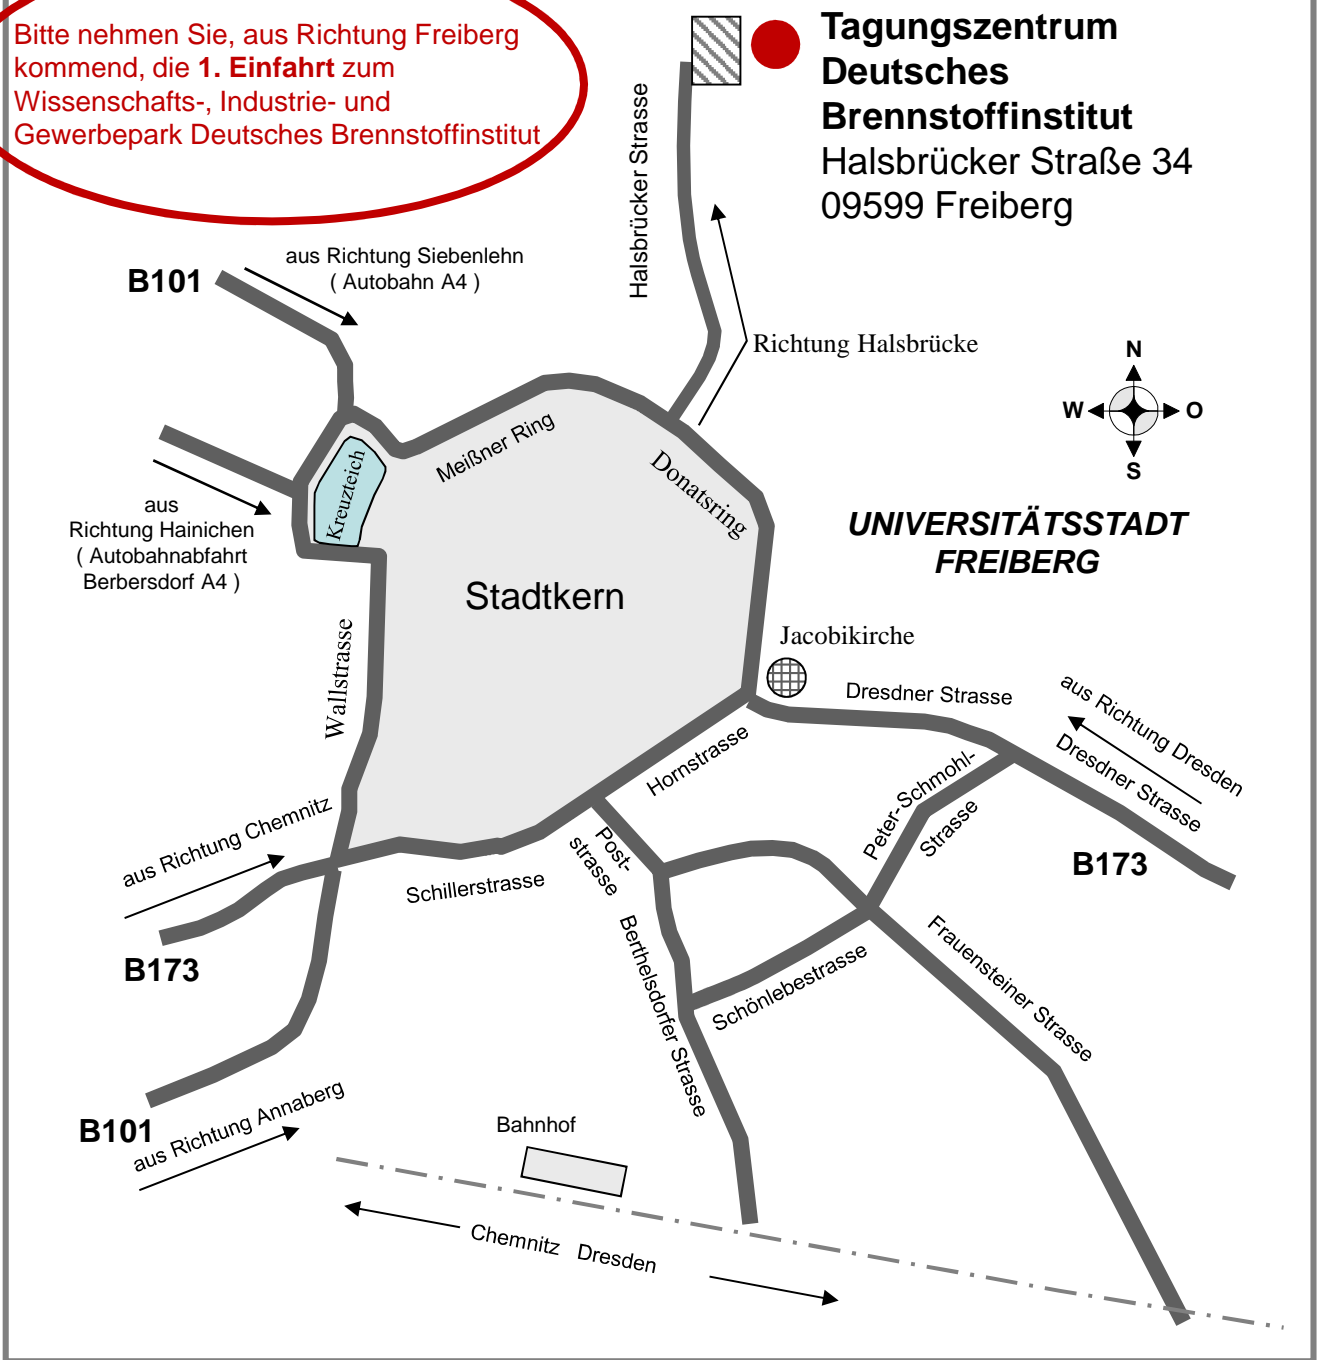 Bitte nehmen Sie, aus Richtung Freiberg
kommend, die 1. Einfahrt zum
Wissenschafts-, Industrie- und
Gewerbepark Deutsches Brennstoffinstitut
Tagungszentrum
Deutsches
Brennstoffinstitut
Halsbrücker Straße 34
09599 Freiberg
Halsbrücker Strasse
B101
aus Richtung Siebenlehn
( Autobahn A4 )
Richtung Halsbrücke
N
W
O
S
Meißner Ring
Donatsring
Kreuzteich
aus
Richtung Hainichen
( Autobahnabfahrt
Berbersdorf A4 )
UNIVERSITÄTSSTADT
FREIBERG
Stadtkern
Jacobikirche
Wallstrasse
Dresdner Strasse
aus Richtung Dresden
Dresdner Strasse
B173
Hornstrasse
Peter-Schmohl-
Strasse
aus Richtung Chemnitz
Schillerstrasse
Post-
strasse
B173
Berthelsdorfer Strasse
Schönlebestrasse
Frauensteiner Strasse
B101
aus Richtung Annaberg
Bahnhof
Chemnitz Dresden